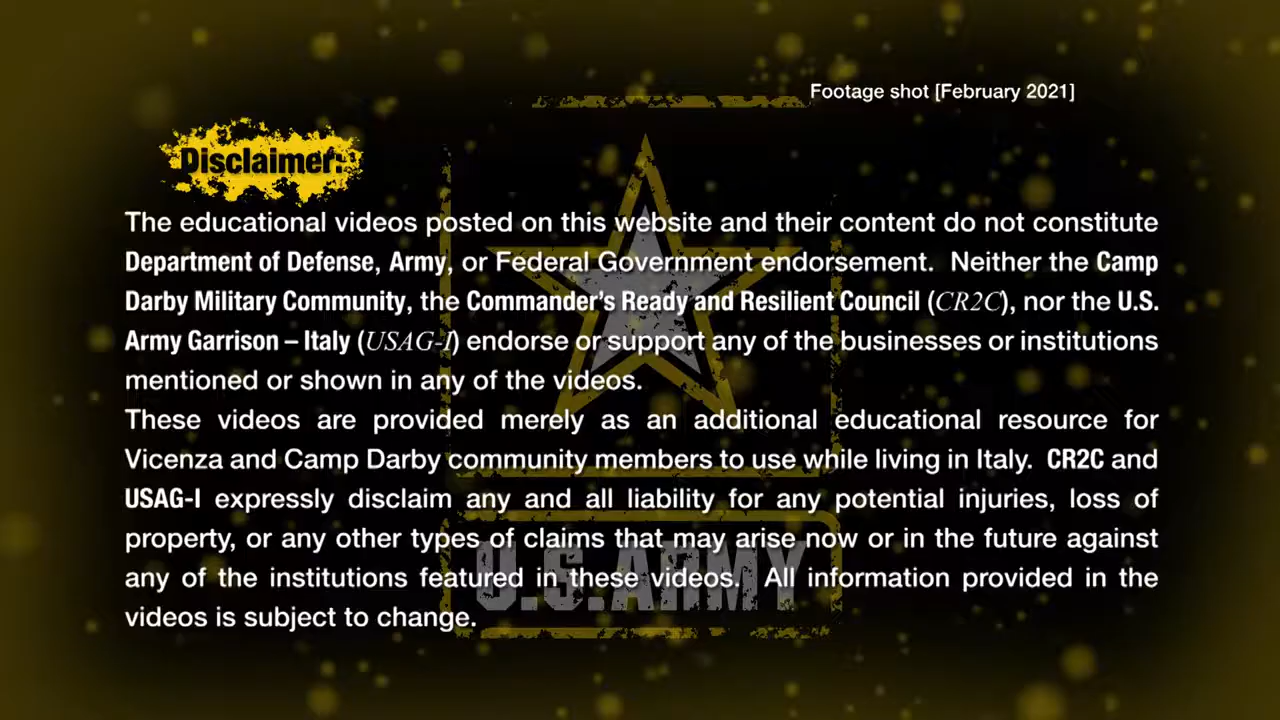 Footage shot [February 2021]
Disclaimer:
The educational videos posted on this website and their content do not constitute
Department of Defense, Army, or Federal Government endorsement. Neither the Camp
Darby Military Community, the Commander's Ready and Resilient Council (CR2C), nor the U.S.
Army Garrison – Italy (USAG-I) endorse or support any of the businesses or institutions
mentioned or shown in any of the videos.
These videos are provided merely as an additional educational resource for
Vicenza and Camp Darby community members to use while living in Italy. CR2C and
USAG-I expressly disclaim any and all liability for any potential injuries, loss of
property, or any other types of claims that may arise now or in the future against
any of the institutions featured in these videos. All information provided in the
videos is subject to change.
U.S.ARMY